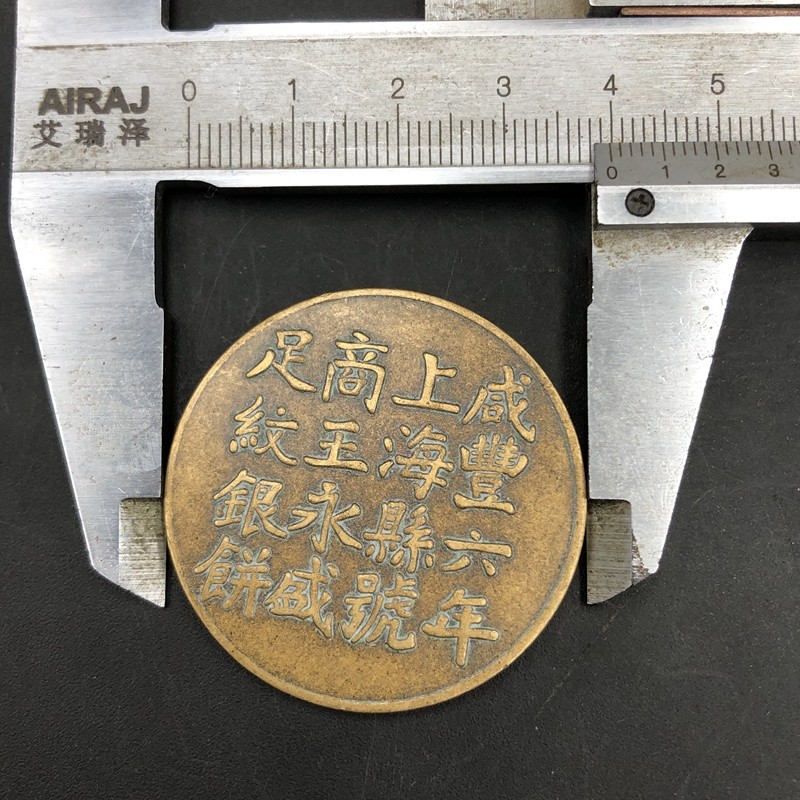 AIRAJ
艾瑞泽
0 1 2 3 4 5
0 1 2 3
咸豐六年
上海縣號
商王永盛
足紋銀餅